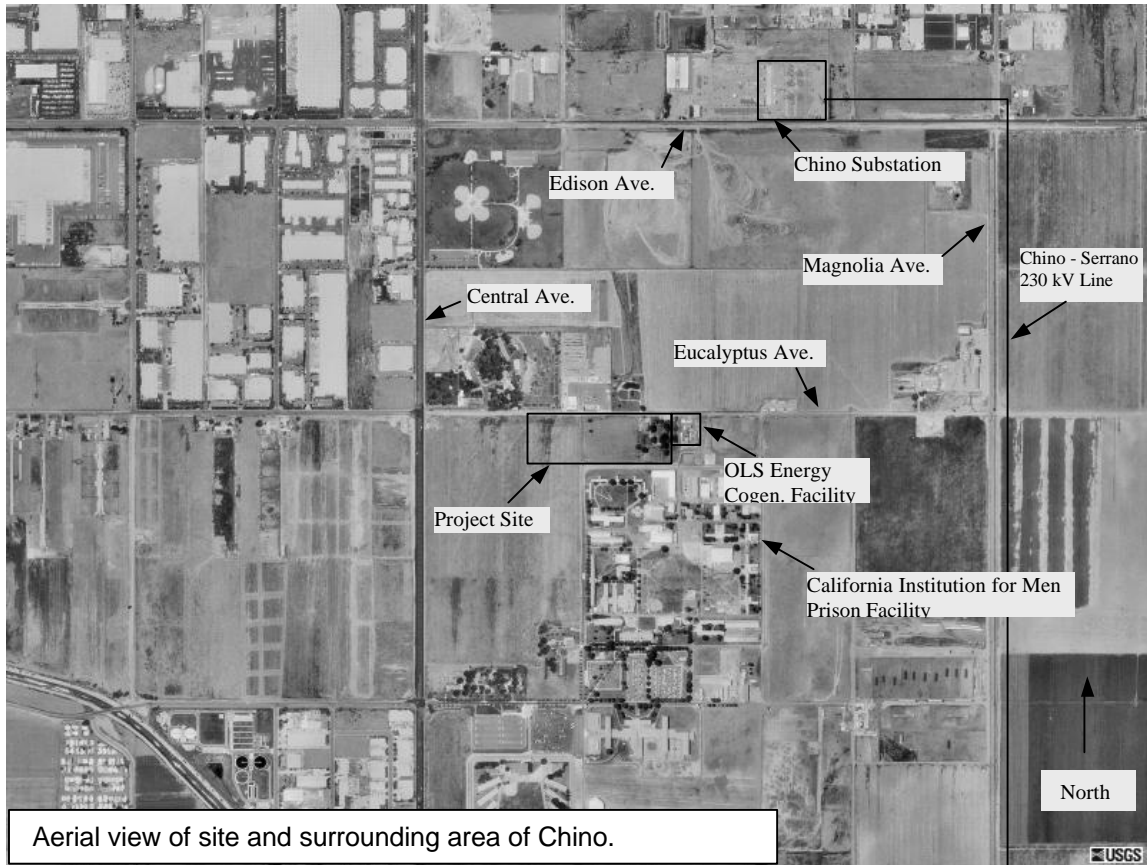 Chino Substation
Edison Ave.
Magnolia Ave.
Chino - Serrano
230 kV Line
Central Ave.
Eucalyptus Ave.
OLS Energy
Cogen. Facility
Project Site
California Institution for Men
Prison Facility
North
Aerial view of site and surrounding area of Chino.
USGS